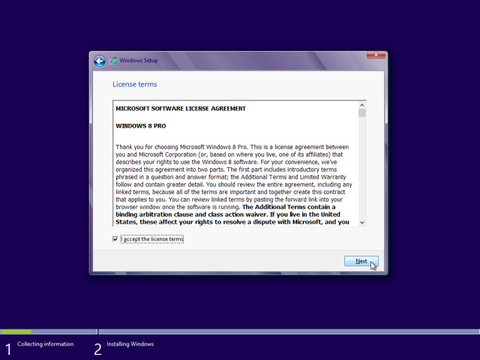 Windows Setup
License terms
MICROSOFT SOFTWARE LICENSE AGREEMENT
WINDOWS 8 PRO
Thank you for choosing Microsoft Windows 8 Pro. This is a license agreement between
you and Microsoft Corporation (or, based on where you live, one of its affiliates) that
describes your rights to use the Windows 8 software. For your convenience, we've
organized this agreement into two parts. The first part includes introductory terms
phrased in a question and answer format; the Additional Terms and Limited Warranty
follow and contain greater detail. You should review the entire agreement, including any
linked terms, because all of the terms are important and together create this contract
that applies to you. You can review linked terms by pasting the forward link into your
browser window once the software is running. The Additional Terms contain a
binding arbitration clause and class action waiver. If you live in the United
States, these affect your rights to resolve a dispute with Microsoft, and you
I accept the license terms
Next
1 Collecting information
2 Installing Windows